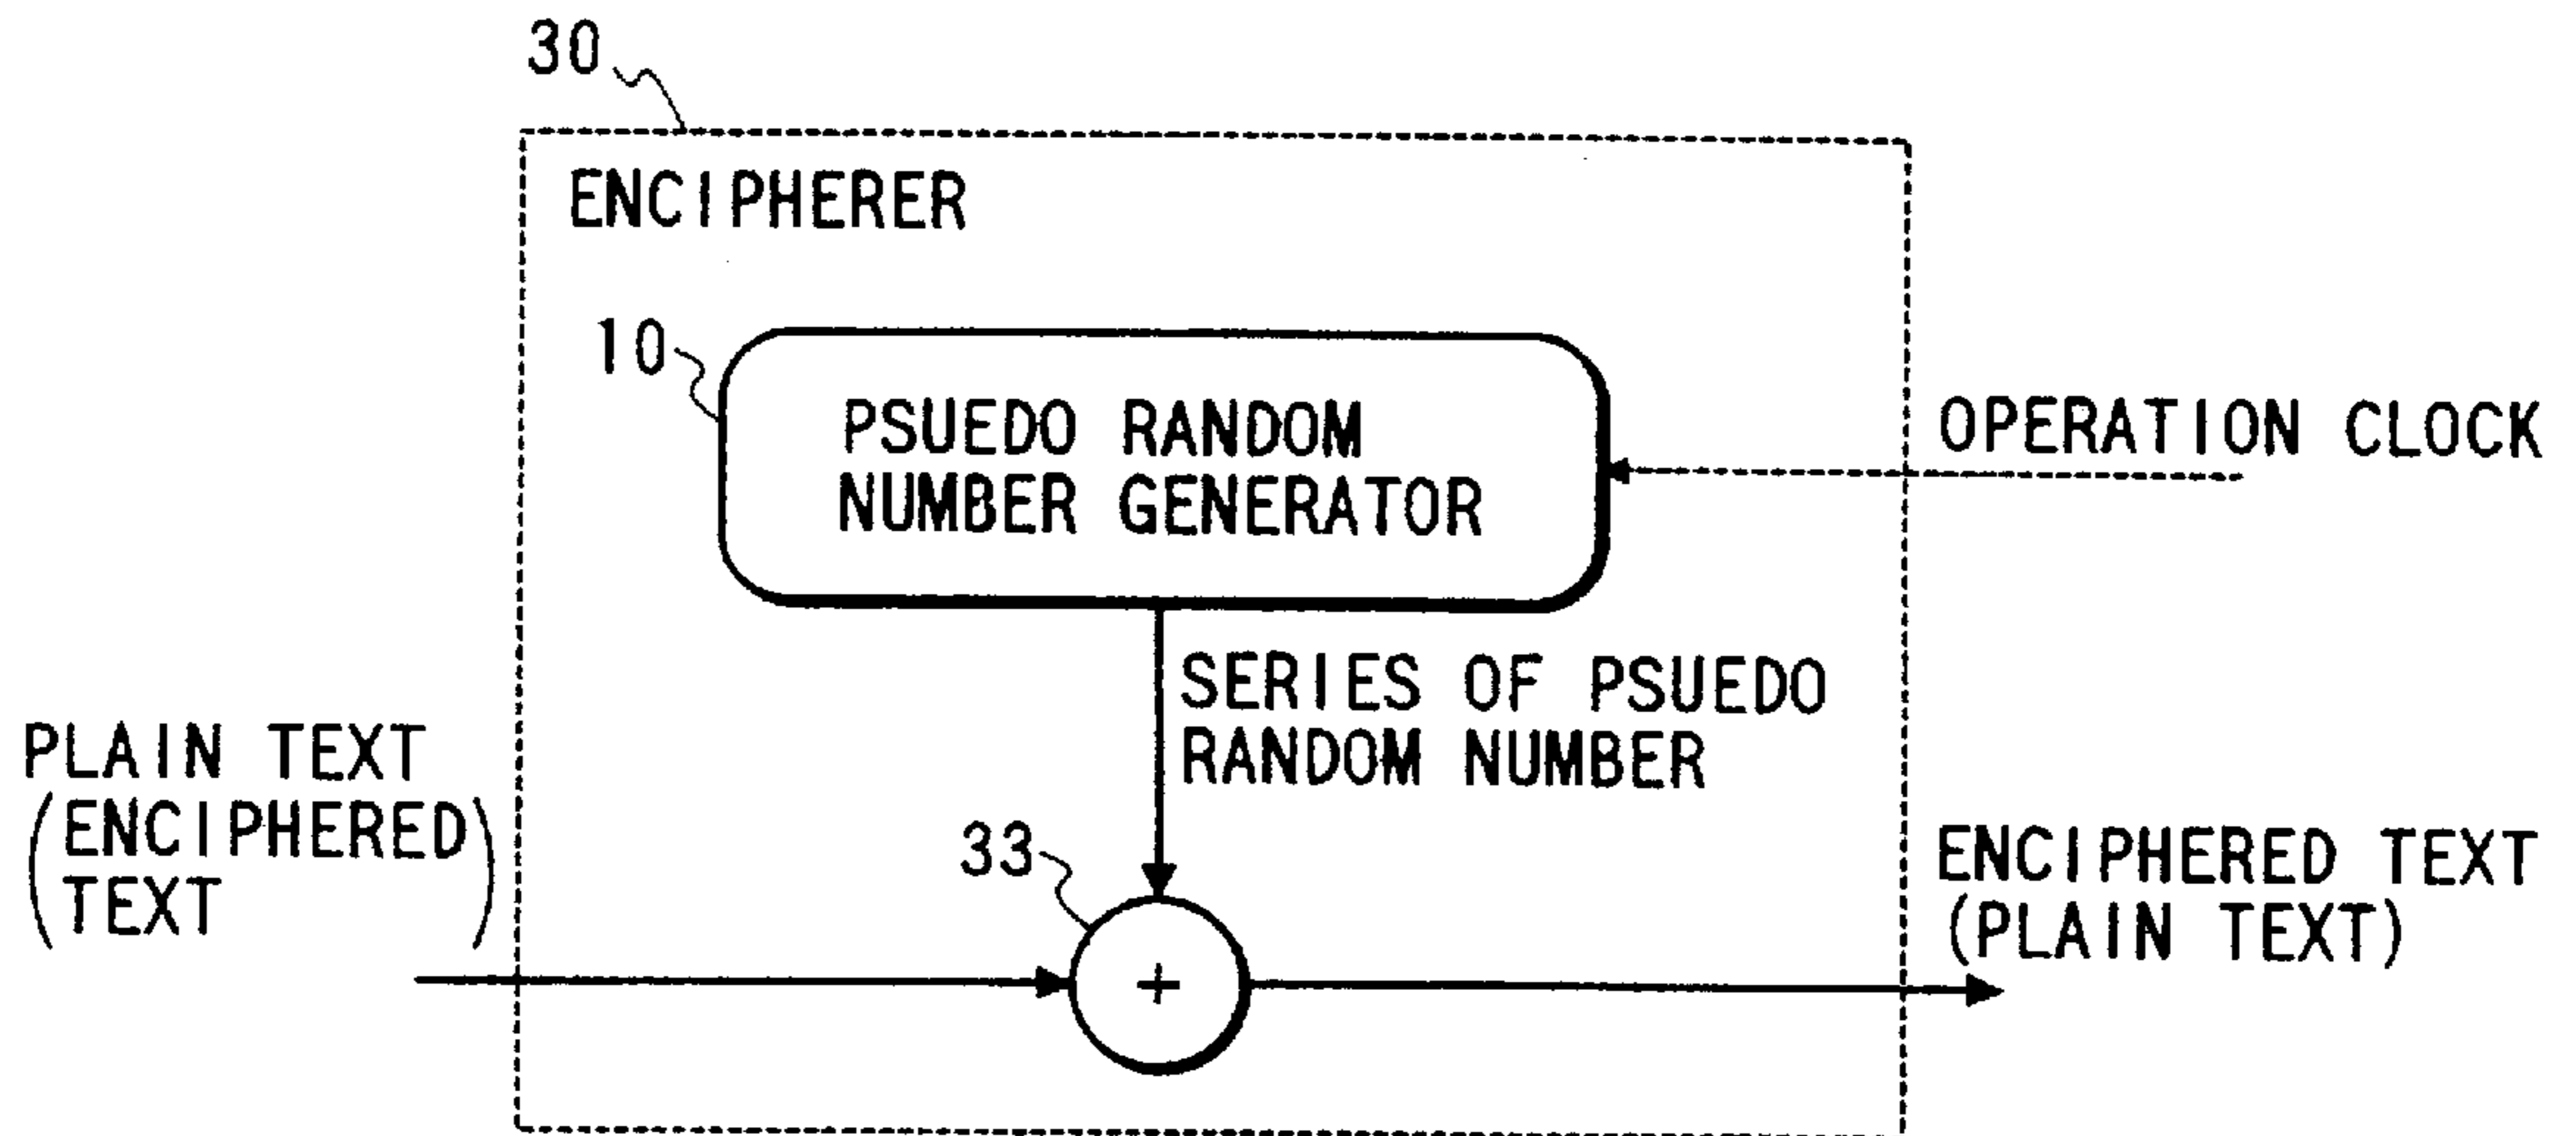 30
ENCIPHERER
10
PSUEDO RANDOM
NUMBER GENERATOR
OPERATION CLOCK
SERIES OF PSUEDO
RANDOM NUMBER
PLAIN TEXT
(ENCIPHERED
TEXT)
33
+
ENCIPHERED TEXT
(PLAIN TEXT)